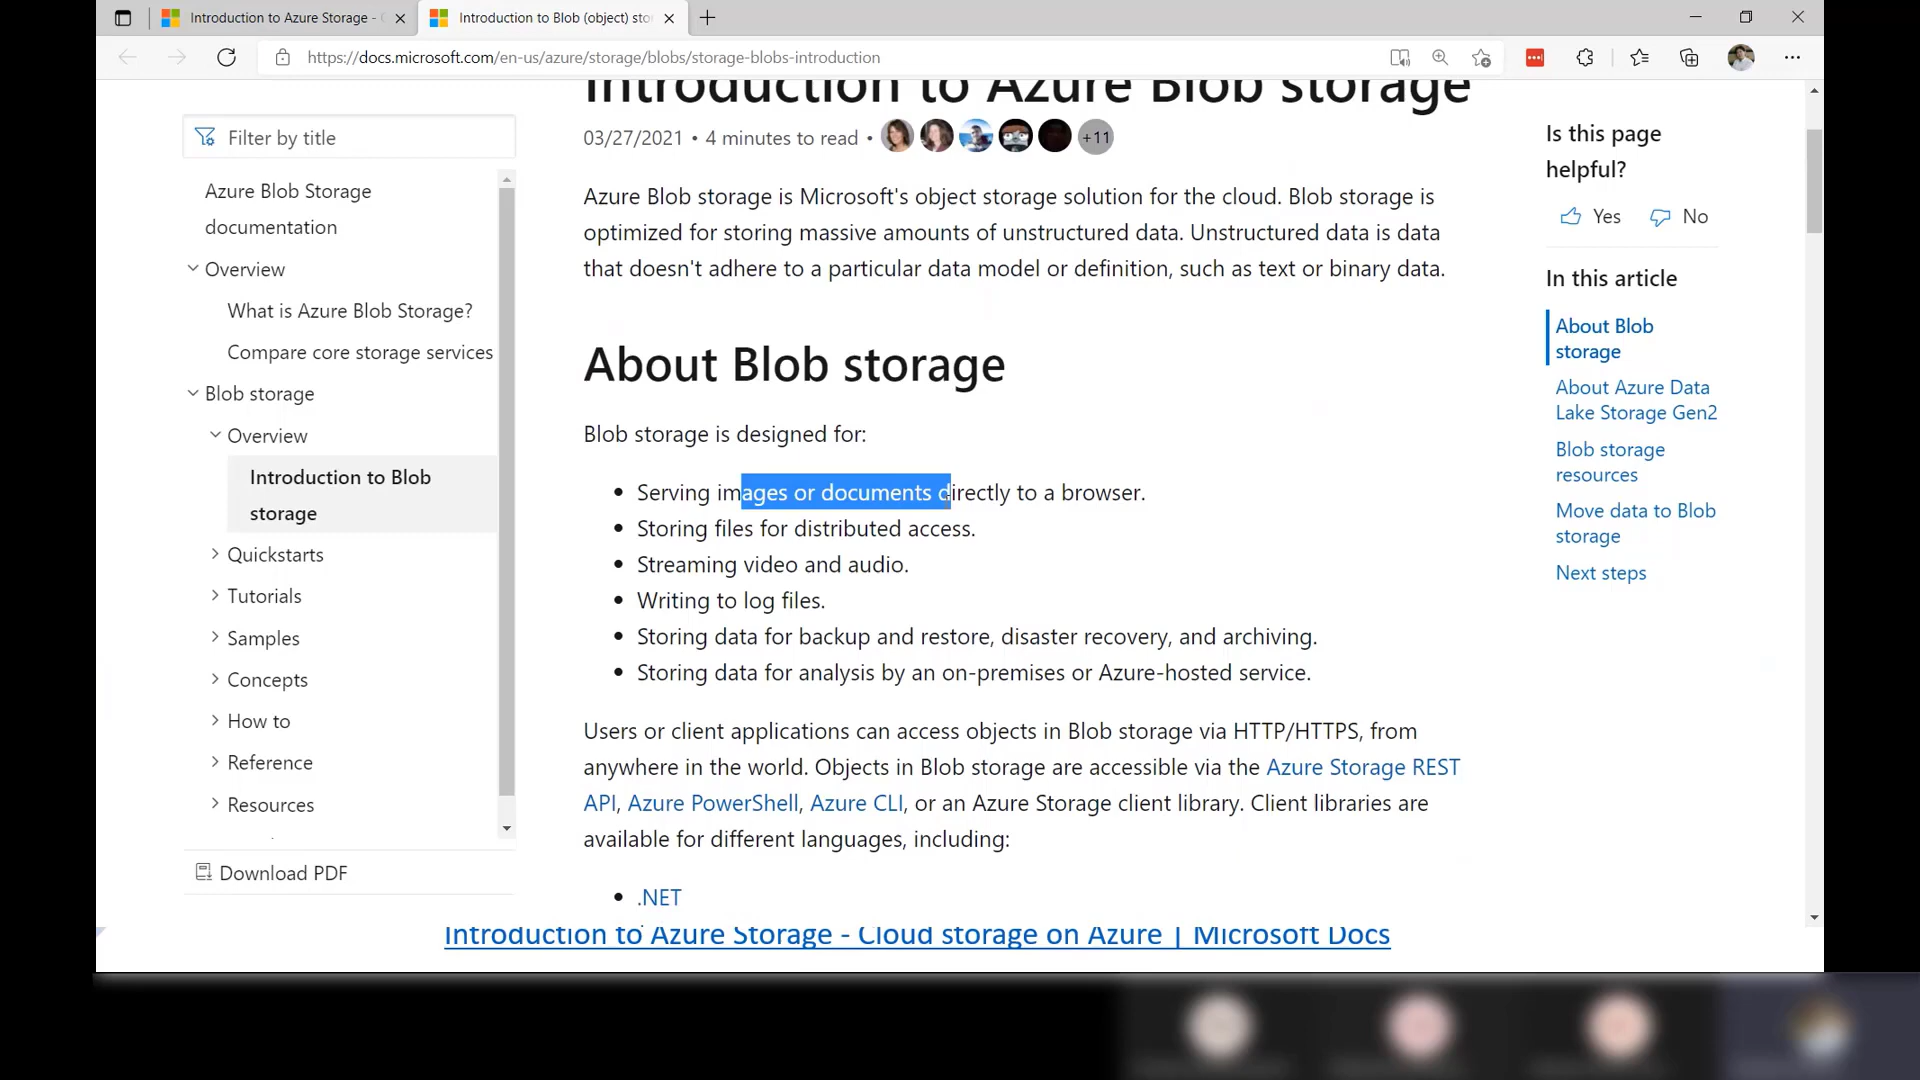 Introduction to Azure Storage - C
Introduction to Blob (object) sto
https://docs.microsoft.com/en-us/azure/storage/blobs/storage-blobs-introduction
Filter by title
Azure Blob Storage
documentation
Overview
What is Azure Blob Storage?
Compare core storage services
Blob storage
Overview
Introduction to Blob
storage
Quickstarts
Tutorials
Samples
Concepts
How to
Reference
Resources
Download PDF
Introduction to Azure Blob storage
03/27/2021 • 4 minutes to read •
+11
Azure Blob storage is Microsoft's object storage solution for the cloud. Blob storage is
optimized for storing massive amounts of unstructured data. Unstructured data is data
that doesn't adhere to a particular data model or definition, such as text or binary data.
About Blob storage
Blob storage is designed for:
• Serving images or documents directly to a browser.
• Storing files for distributed access.
• Streaming video and audio.
• Writing to log files.
• Storing data for backup and restore, disaster recovery, and archiving.
• Storing data for analysis by an on-premises or Azure-hosted service.
Users or client applications can access objects in Blob storage via HTTP/HTTPS, from
anywhere in the world. Objects in Blob storage are accessible via the Azure Storage REST
API, Azure PowerShell, Azure CLI, or an Azure Storage client library. Client libraries are
available for different languages, including:
• .NET
Is this page
helpful?
Yes
No
In this article
About Blob
storage
About Azure Data
Lake Storage Gen2
Blob storage
resources
Move data to Blob
storage
Next steps
Introduction to Azure Storage - Cloud storage on Azure | Microsoft Docs